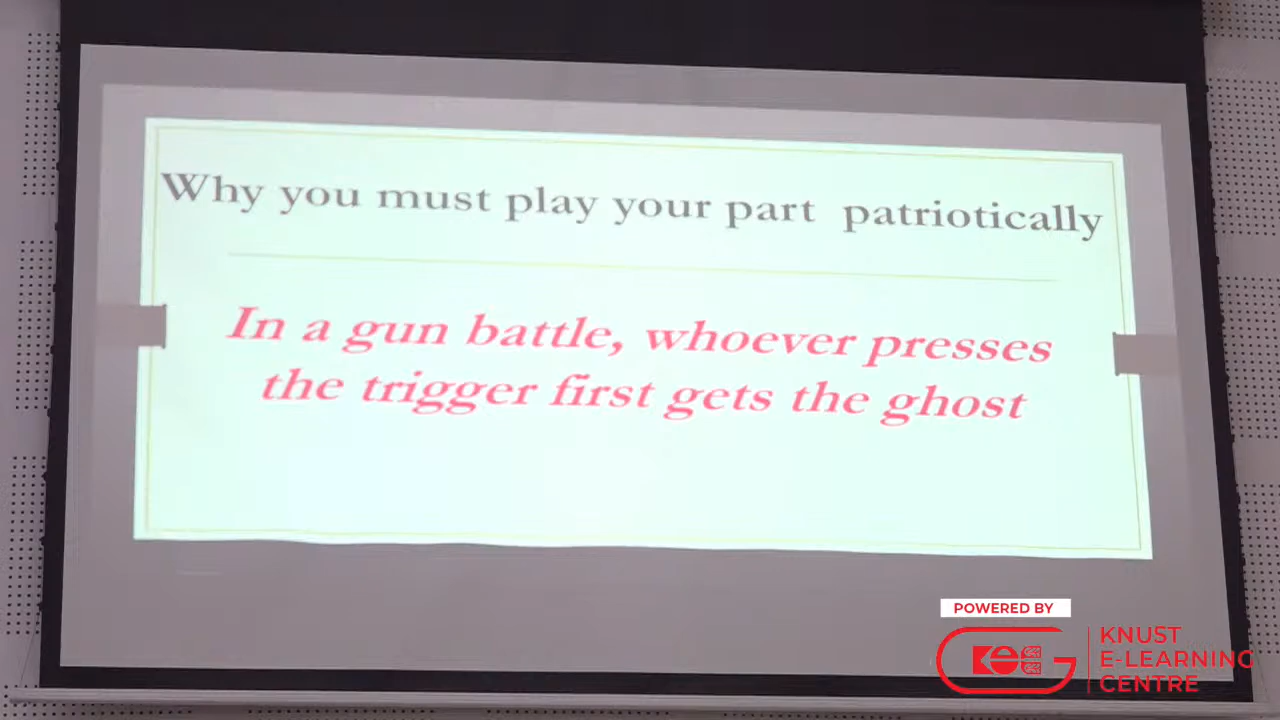 Why you must play your part patriotically
In a gun battle, whoever presses
the trigger first gets the ghost
POWERED BY
KNUST
E-LEARNING
CENTRE